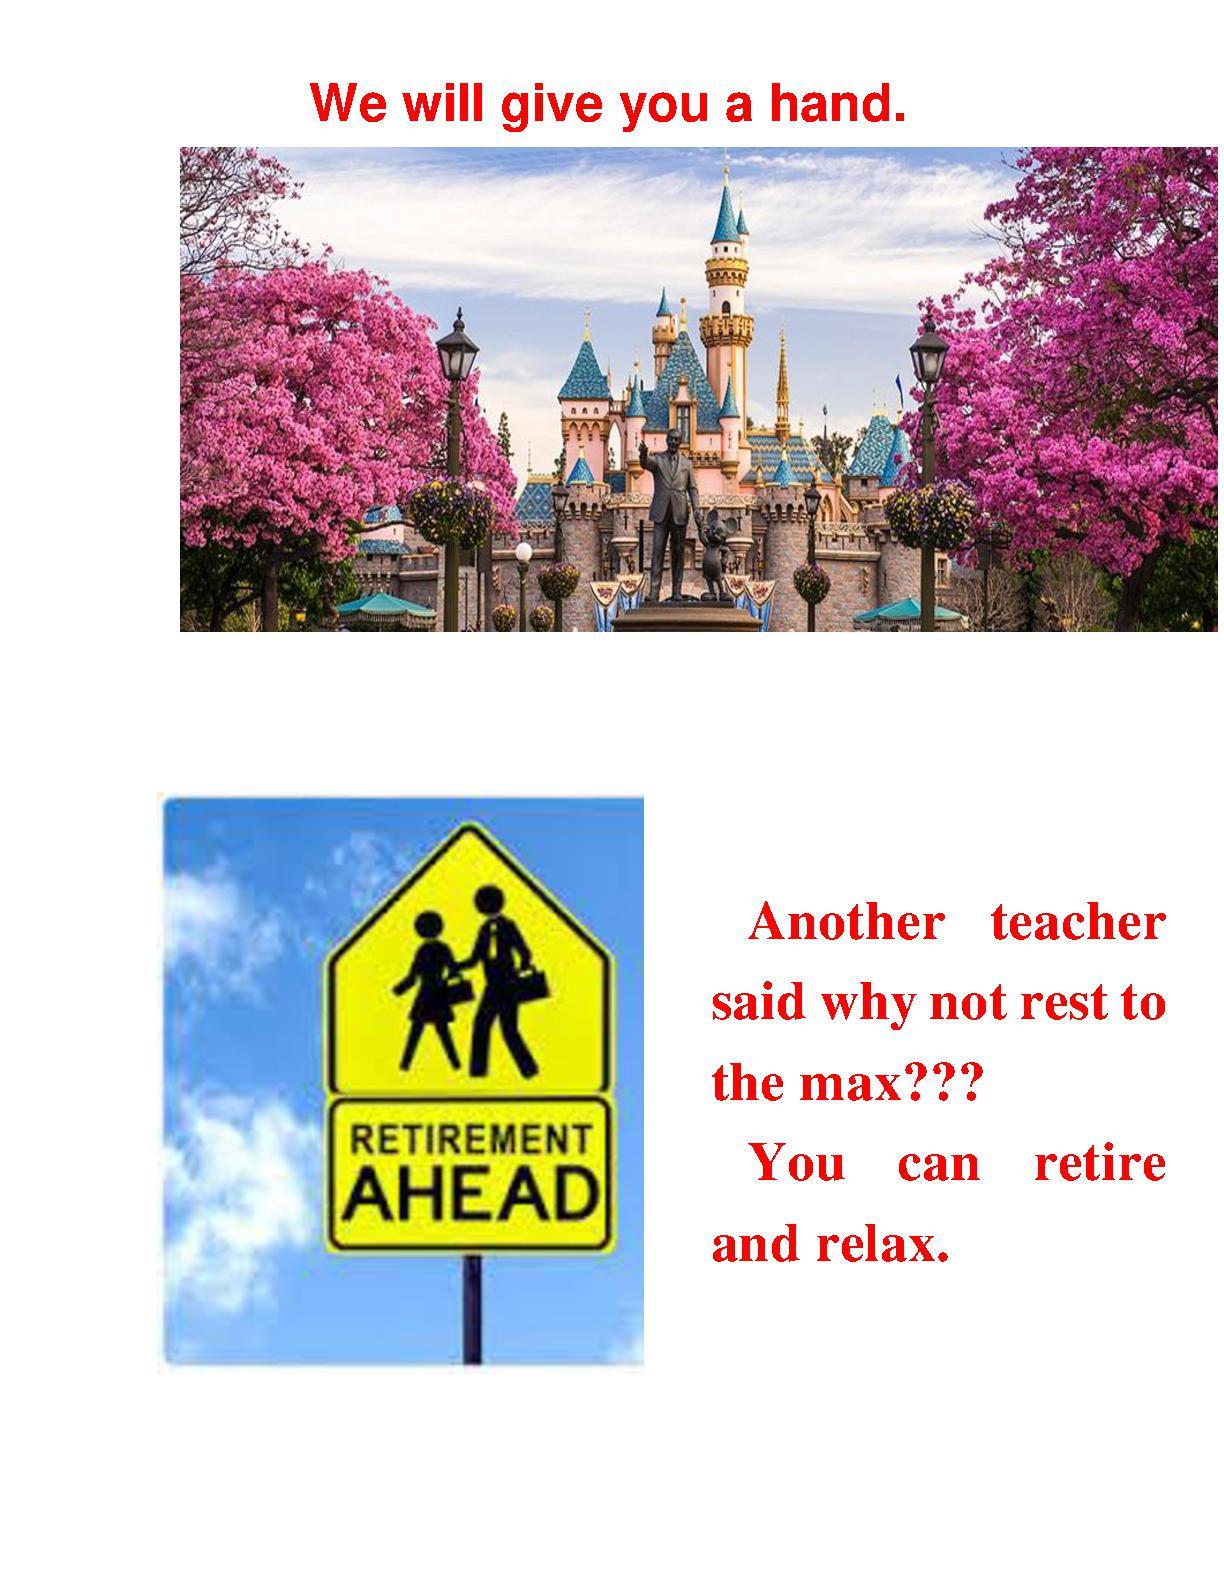 We will give you a hand.
RETIREMENT
AHEAD
Another teacher
said why not rest to
the max???
You can retire
and relax.